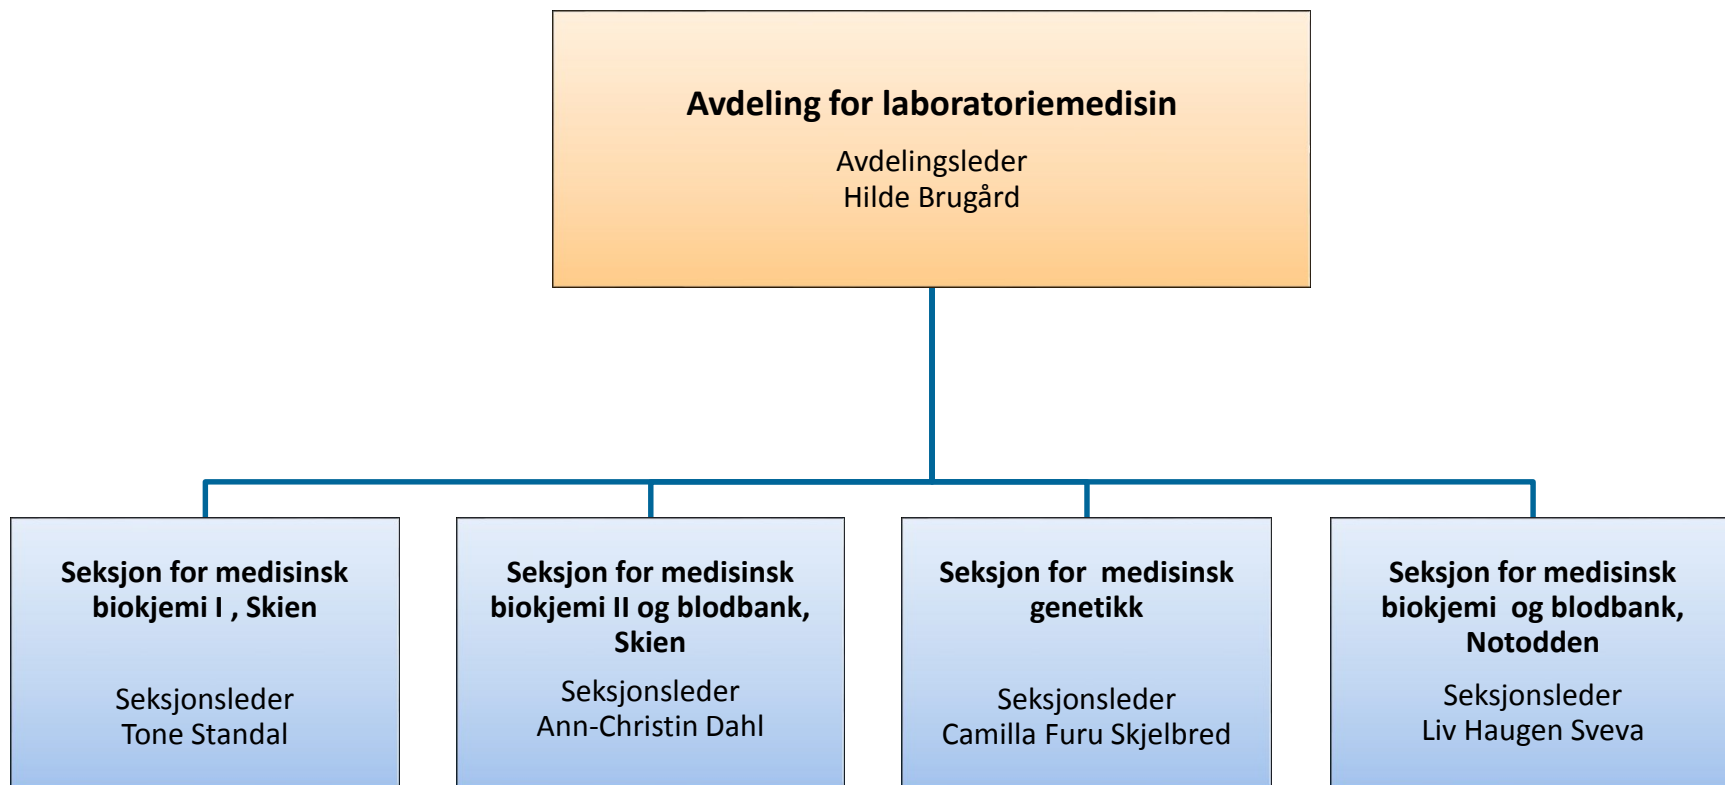 Avdeling for laboratoriemedisin
Avdelingsleder
Hilde Brugård
Seksjon for medisinsk
biokjemi I , Skien
Seksjonsleder
Tone Standal
Seksjon for medisinsk
biokjemi II og blodbank,
Skien
Seksjonsleder
Ann-Christin Dahl
Seksjon for  medisinsk
genetikk
Seksjonsleder
Camilla Furu Skjelbred
Seksjon for medisinsk
biokjemi  og blodbank,
Notodden
Seksjonsleder
Liv Haugen Sveva